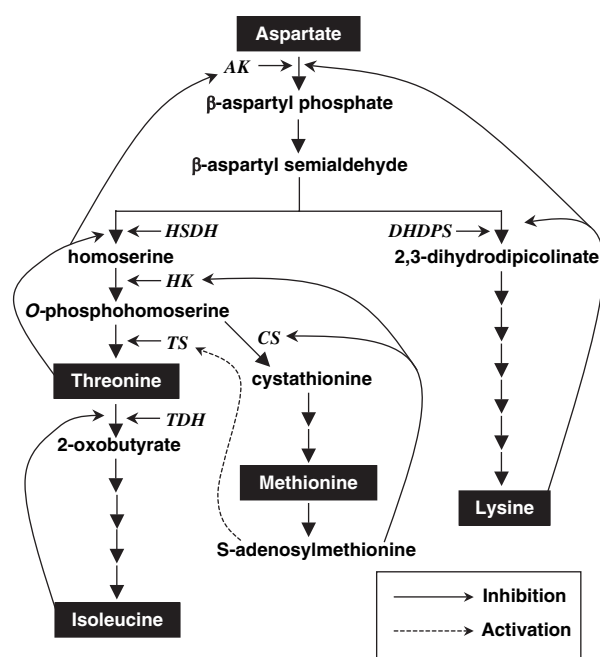 Aspartate
AK
β-aspartyl phosphate
β-aspartyl semialdehyde
HSDH
DHDPS
homoserine
2,3-dihydrodipicolinate
HK
O-phosphohomoserine
TS
CS
Threonine
cystathionine
TDH
2-oxobutyrate
Methionine
Lysine
S-adenosylmethionine
Inhibition
Isoleucine
Activation